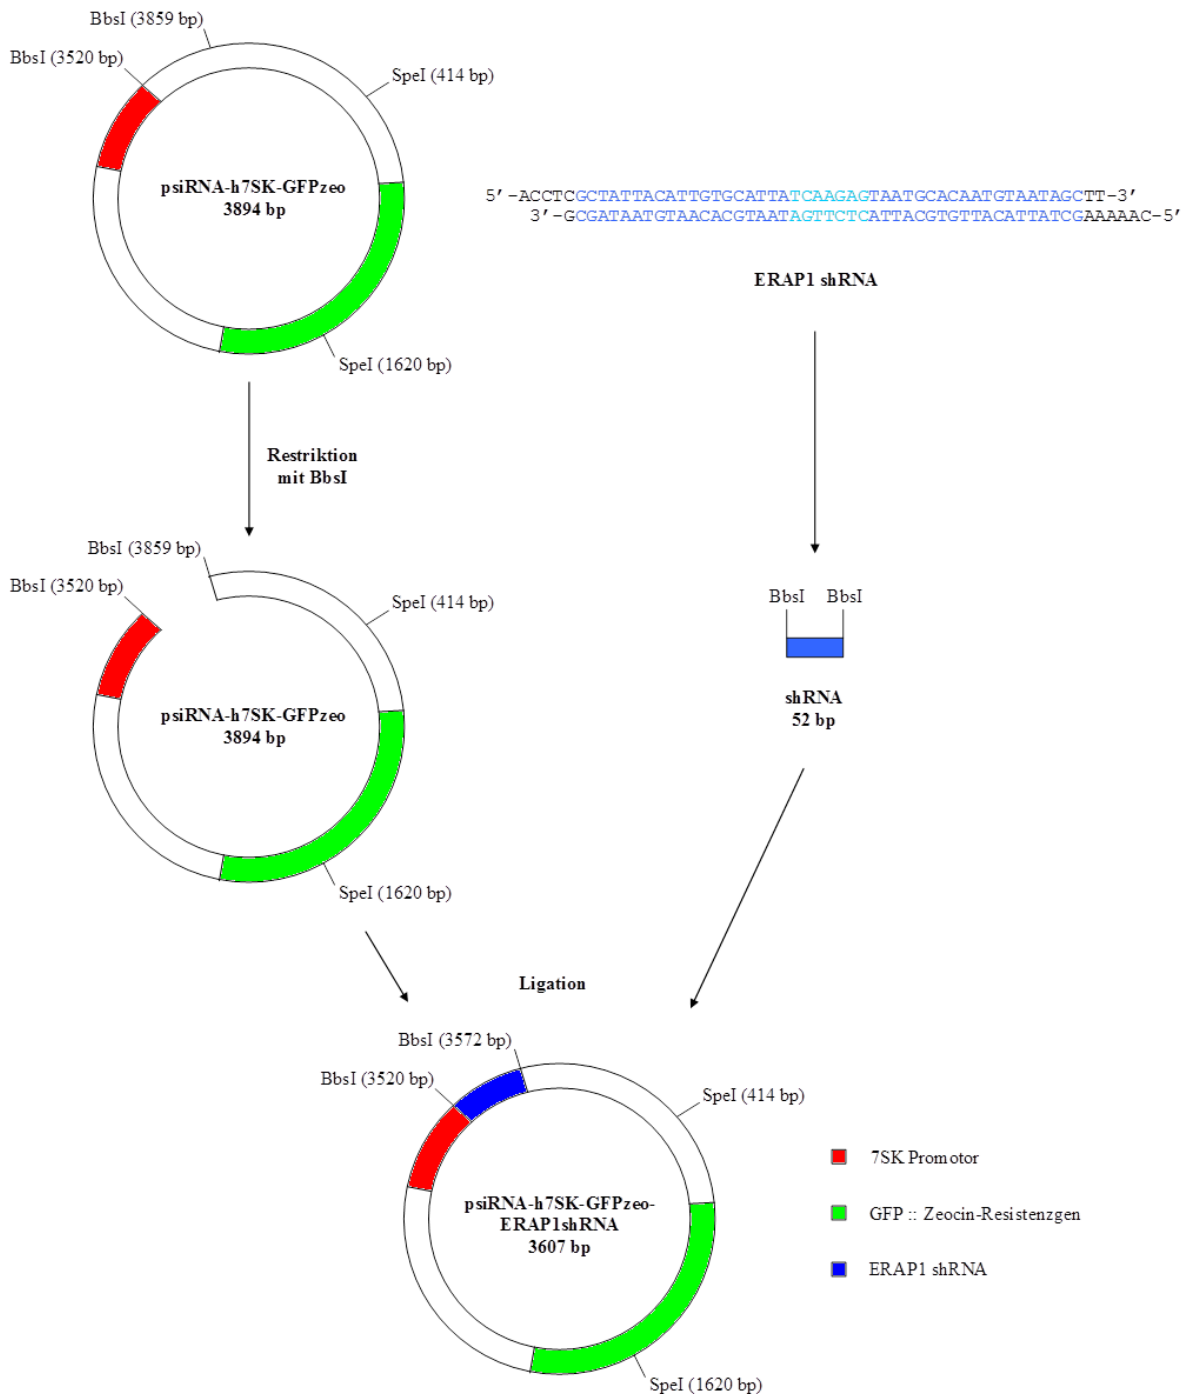 BbsI (3859 bp)
BbsI (3520 bp)
SpeI (414 bp)
psiRNA-h7SK-GFPzeo
3894 bp
SpeI (1620 bp)
5′-ACCTCGCTATTACATTGTGCATTATCAAGAGTAATGCACAATGTAATAGCTT-3′
3′-GCGATAATGTAACACGTAATAGTTCTCATTACGTGTTACATTATCGAAAAAC-5′
ERAP1 shRNA
Restriktion
mit BbsI
BbsI (3859 bp)
BbsI (3520 bp)
SpeI (414 bp)
psiRNA-h7SK-GFPzeo
3894 bp
SpeI (1620 bp)
BbsI BbsI
shRNA
52 bp
Ligation
BbsI (3572 bp)
BbsI (3520 bp)
SpeI (414 bp)
psiRNA-h7SK-GFPzeo-
ERAP1shRNA
3607 bp
SpeI (1620 bp)
7SK Promotor
GFP :: Zeocin-Resistenzgen
ERAP1 shRNA